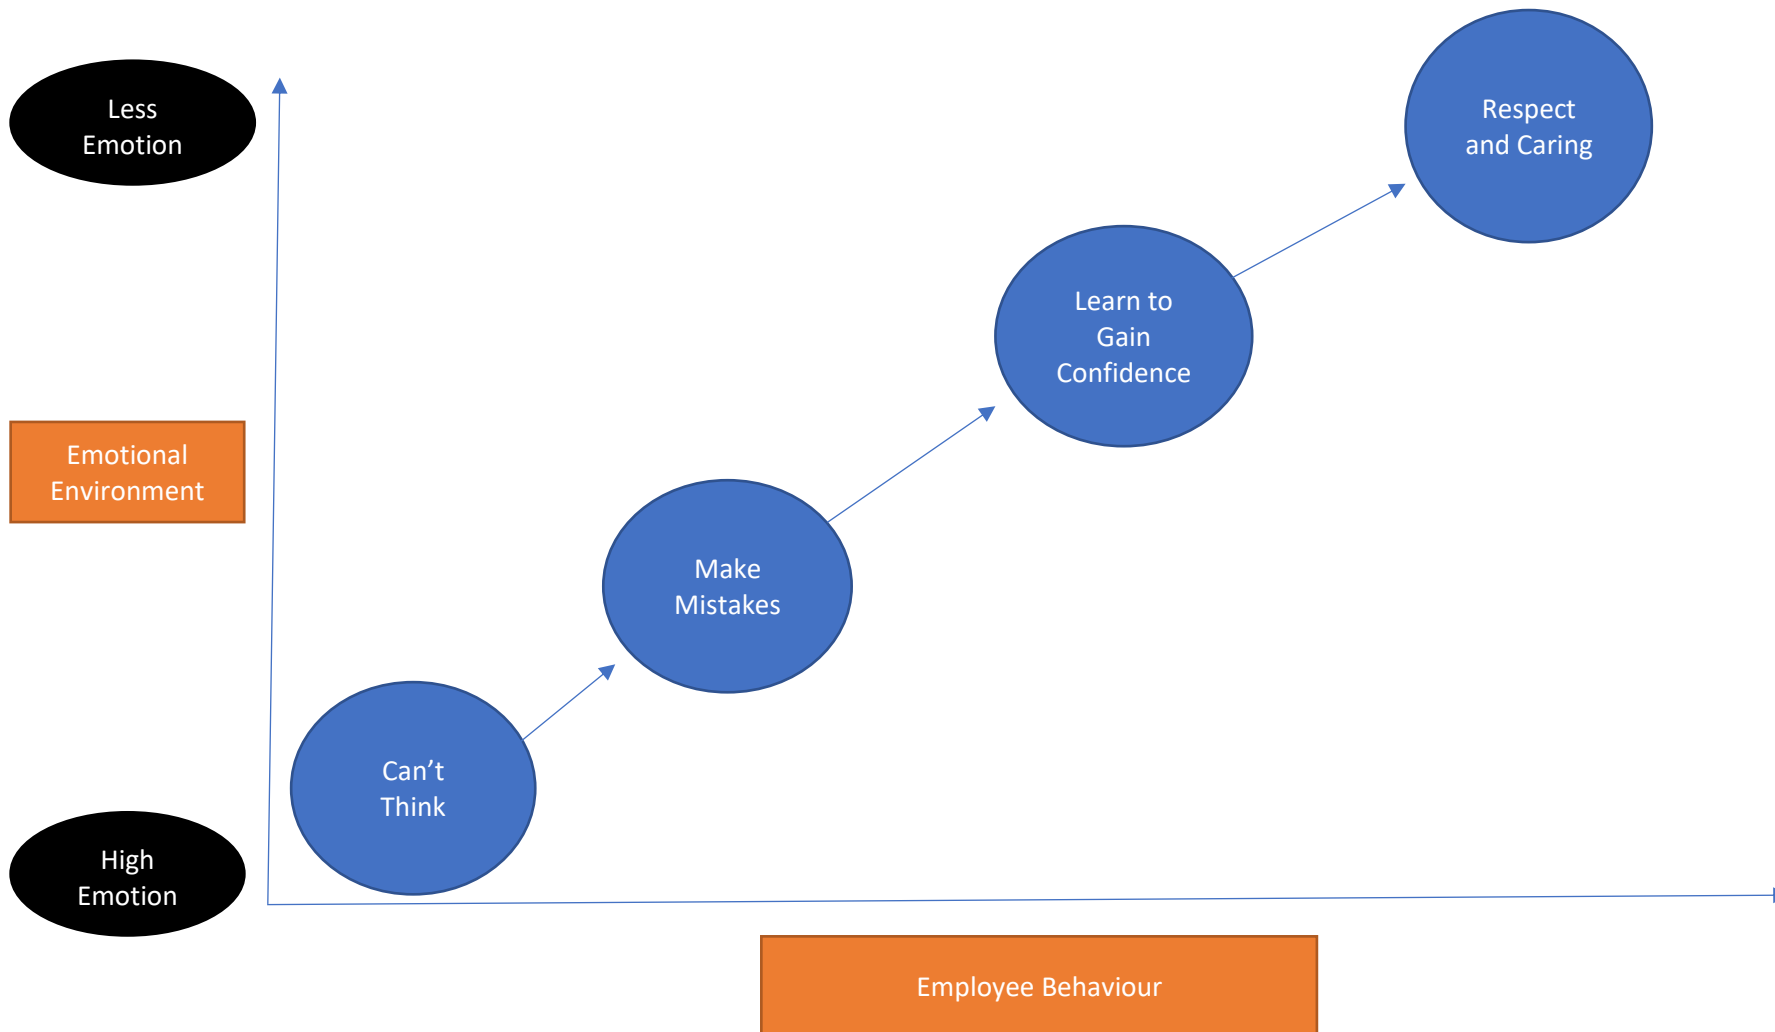 Less
Emotion
Respect
and Caring
Learn to
Gain
Confidence
Emotional
Environment
Make
Mistakes
Can’t
Think
High
Emotion
Employee Behaviour